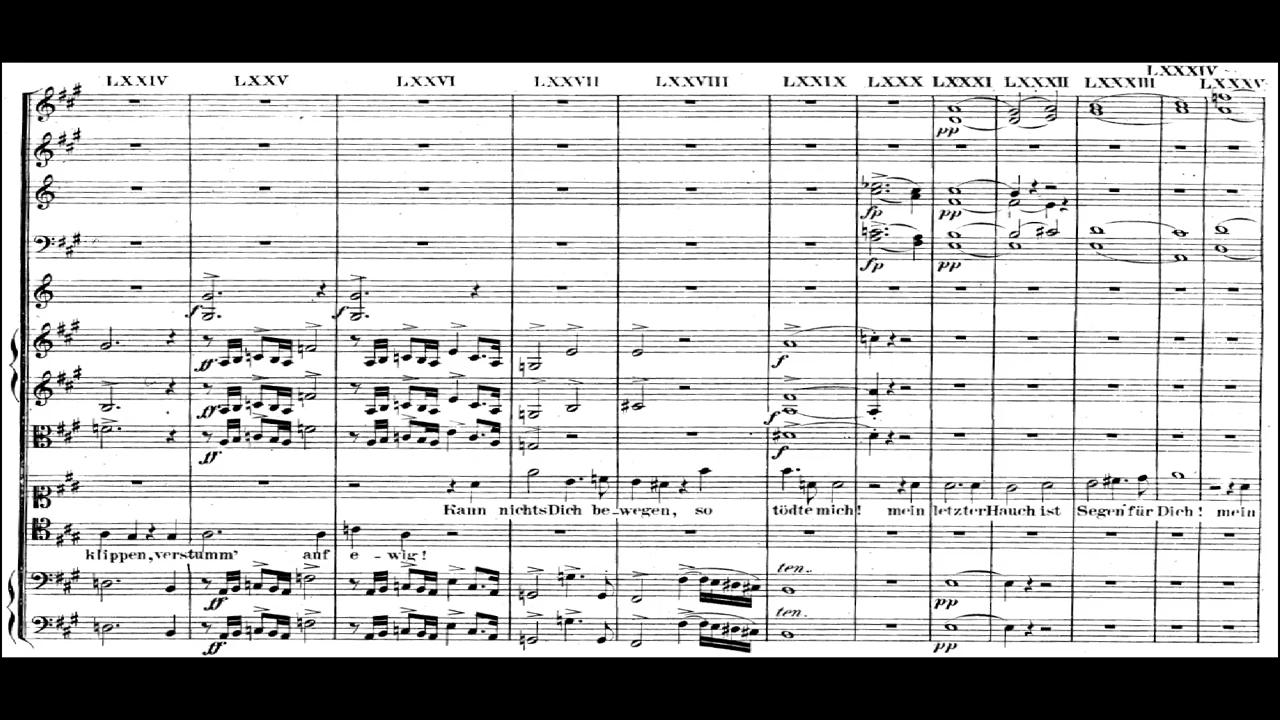 LXXXIV
LXXIV LXXV LXXVI LXXVII LXXVIII LXXIX LXXX LXXXI LXXXII LXXXIII LXXXV
pp
fp pp
fp pp
f f
ff f
ff f
ff f
Kann nichts Dich be-wegen, so tödte mich! mein letzter Hauch ist Segen für Dich! mein
klippen, verstumm' auf e-wig!
ten.
ff pp
ten.
ff pp